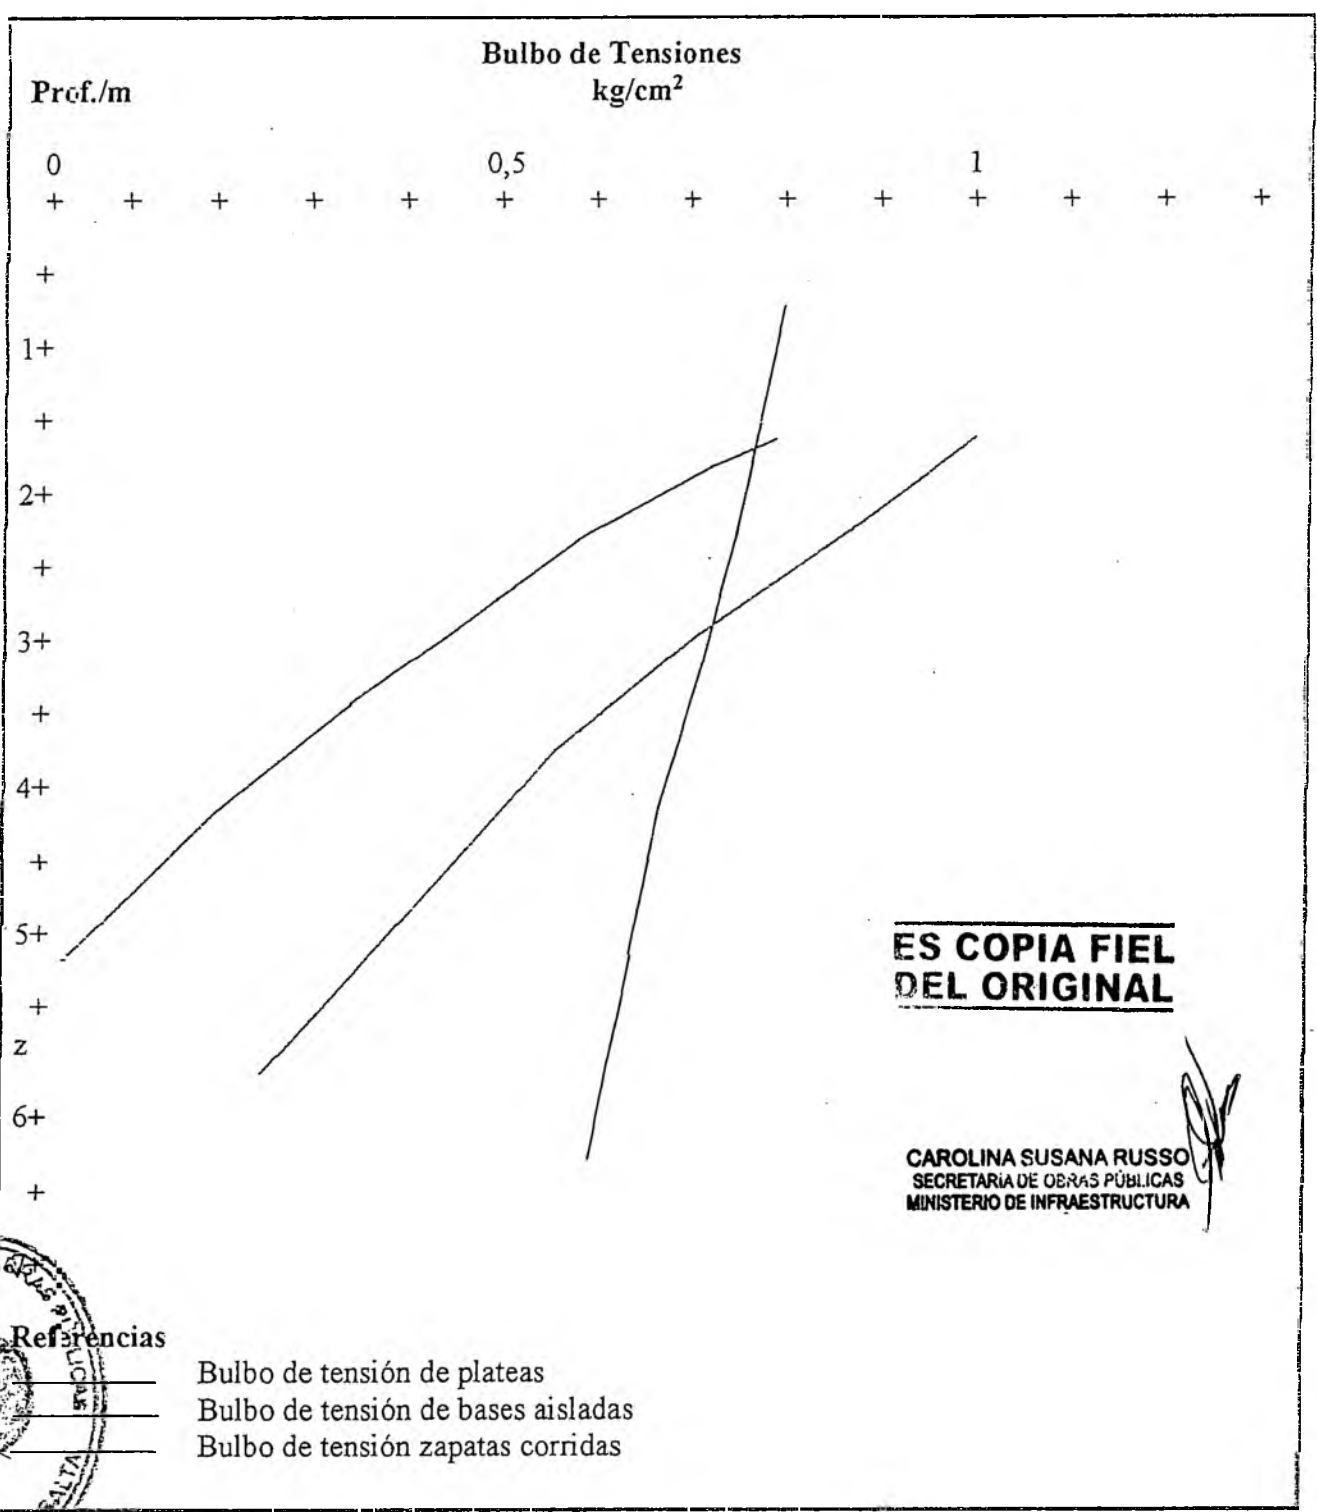 Bulbo de Tensiones
Prof./m kg/cm²
0 0,5 1
+ + + + + + + + + + + + + +
+
1+
+
2+
+
3+
+
4+
+
5+
+
z
6+
+
ES COPIA FIEL
DEL ORIGINAL
CAROLINA SUSANA RUSSO
SECRETARIA DE OBRAS PÚBLICAS
MINISTERIO DE INFRAESTRUCTURA
Referencias
Bulbo de tensión de plateas
Bulbo de tensión de bases aisladas
Bulbo de tensión zapatas corridas